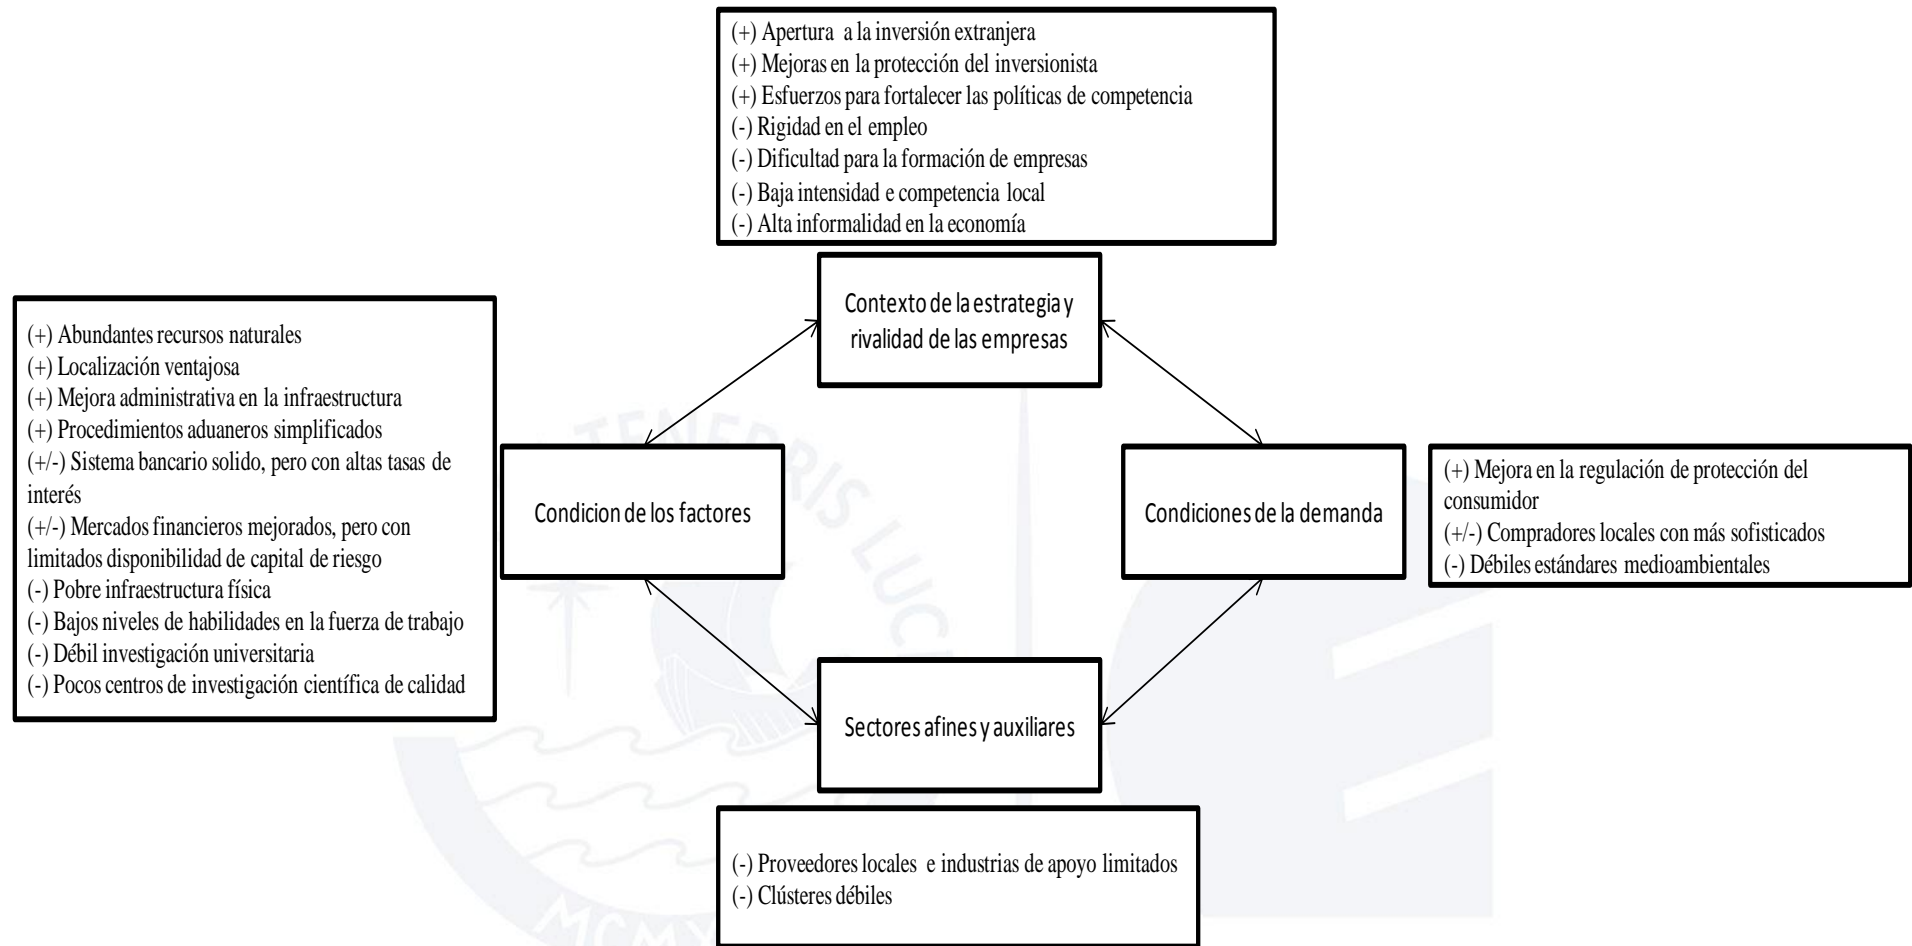 (+) Apertura a la inversión extranjera
(+) Mejoras en la protección del inversionista
(+) Esfuerzos para fortalecer las políticas de competencia
(-) Rigidad en el empleo
(-) Dificultad para la formación de empresas
(-) Baja intensidad e competencia local
(-) Alta informalidad en la economía
Contexto de la estrategia y
rivalidad de las empresas
(+) Abundantes recursos naturales
(+) Localización ventajosa
(+) Mejora administrativa en la infraestructura
(+) Procedimientos aduaneros simplificados
(+/-) Sistema bancario solido, pero con altas tasas de
interés
(+/-) Mercados financieros mejorados, pero con
limitados disponibilidad de capital de riesgo
(-) Pobre infraestructura física
(-) Bajos niveles de habilidades en la fuerza de trabajo
(-) Débil investigación universitaria
(-) Pocos centros de investigación científica de calidad
Condicion de los factores
Condiciones de la demanda
(+) Mejora en la regulación de protección del
consumidor
(+/-) Compradores locales con más sofisticados
(-) Débiles estándares medioambientales
Sectores afines y auxiliares
(-) Proveedores locales e industrias de apoyo limitados
(-) Clústeres débiles
TENEBRIS